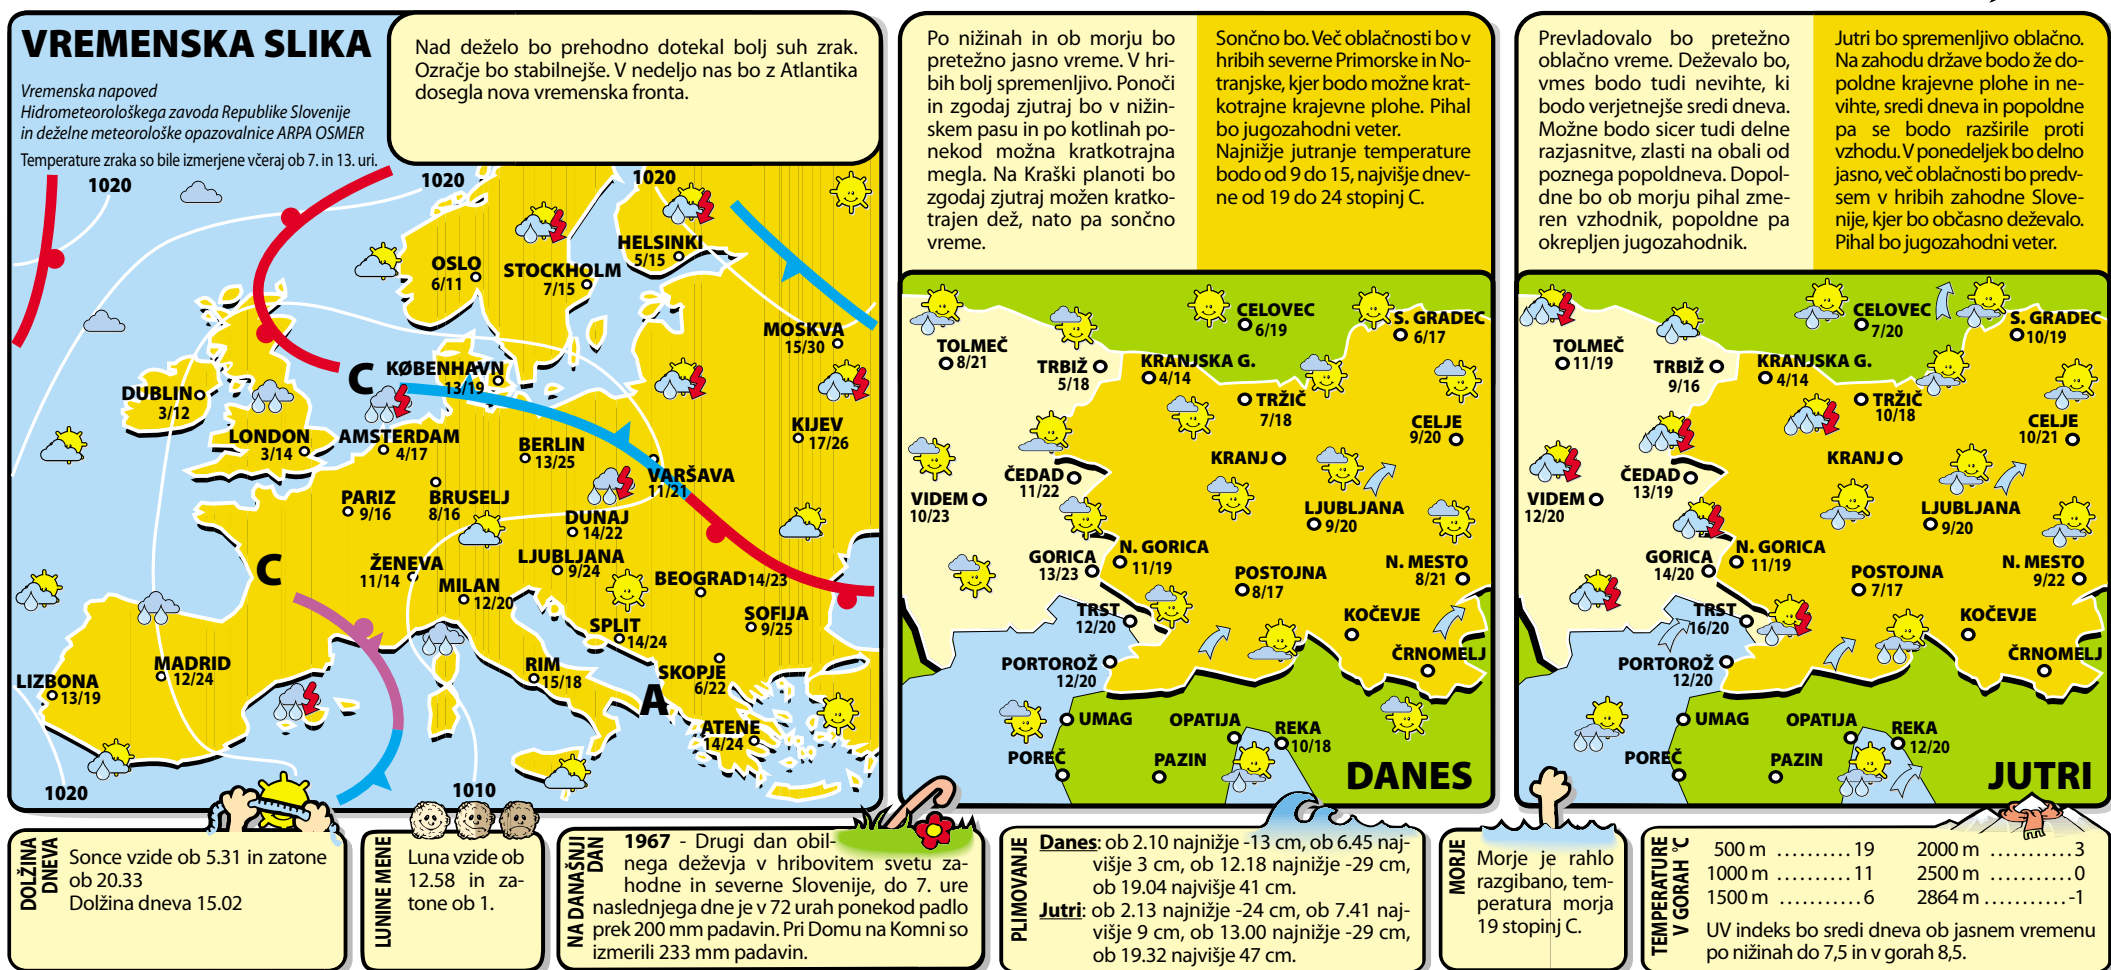 VREMENSKA SLIKA
Vremenska napoved
Hidrometeorološkega zavoda Republike Slovenije
in deželne meteorološke opazovalnice ARPA OSMER
Temperature zraka so bile izmerjene včeraj ob 7. in 13. uri.
Nad deželo bo prehodno dotekal bolj suh zrak.
Ozračje bo stabilnejše. V nedeljo nas bo z Atlantika
dosegla nova vremenska fronta.
1020
1020
1020
HELSINKI
5/15
OSLO
6/11
STOCKHOLM
7/15
MOSKVA
15/30
C
KØBENHAVN
13/19
DUBLIN
3/12
LONDON
3/14
AMSTERDAM
4/17
BERLIN
13/25
KIJEV
17/26
VARŠAVA
11/21
PARIZ
9/16
BRUSELJ
8/16
DUNAJ
14/22
C
ŽENEVA
11/14
LJUBLJANA
9/24
MILAN
12/20
BEOGRAD 14/23
SOFIJA
9/25
SPLIT
14/24
MADRID
12/24
RIM
15/18
SKOPJE
6/22
LIZBONA
13/19
A
ATENE
14/24
1020
1010
Po nižinah in ob morju bo
pretežno jasno vreme. V hri-
bih bolj spremenljivo. Ponoči
in zgodaj zjutraj bo v nižin-
skem pasu in po kotlinah po-
nekod možna kratkotrajna
megla. Na Kraški planoti bo
zgodaj zjutraj možen kratko-
trajen dež, nato pa sončno
vreme.
Sončno bo. Več oblačnosti bo v
hribih severne Primorske in No-
tranjske, kjer bodo možne krat-
kotrajne krajevne plohe. Pihal
bo jugozahodni veter.
Najnižje jutranje temperature
bodo od 9 do 15, najvišje dnev-
ne od 19 do 24 stopinj C.
CELOVEC
6/19
S. GRADEC
6/17
TOLMEČ
8/21
TRBIŽ
5/18
KRANJSKA G.
4/14
TRŽIČ
7/18
CELJE
9/20
KRANJ
ČEDAD
11/22
VIDEM
10/23
LJUBLJANA
9/20
GORICA
13/23
N. GORICA
11/19
POSTOJNA
8/17
N. MESTO
8/21
TRST
12/20
KOČEVJE
PORTOROŽ
12/20
ČRNOMELJ
UMAG
OPATIJA
REKA
10/18
POREČ
PAZIN
DANES
Prevladovalo bo pretežno
oblačno vreme. Deževalo bo,
vmes bodo tudi nevihte, ki
bodo verjetnejše sredi dneva.
Možne bodo sicer tudi delne
razjasnitve, zlasti na obali od
poznega popoldneva. Dopol-
dne bo ob morju pihal zme-
ren vzhodnik, popoldne pa
okrepljen jugozahodnik.
Jutri bo spremenljivo oblačno.
Na zahodu države bodo že do-
poldne krajevne plohe in ne-
vihte, sredi dneva in popoldne
pa se bodo razširile proti
vzhodu. V ponedeljek bo delno
jasno, več oblačnosti bo predv-
sem v hribih zahodne Slove-
nije, kjer bo občasno deževalo.
Pihal bo jugozahodni veter.
CELOVEC
7/20
S. GRADEC
10/19
TOLMEČ
11/19
TRBIŽ
9/16
KRANJSKA G.
4/14
TRŽIČ
10/18
CELJE
10/21
KRANJ
ČEDAD
13/19
VIDEM
12/20
LJUBLJANA
9/20
GORICA
14/20
N. GORICA
11/19
POSTOJNA
7/17
N. MESTO
9/22
TRST
16/20
KOČEVJE
PORTOROŽ
12/20
ČRNOMELJ
UMAG
OPATIJA
REKA
12/20
POREČ
PAZIN
JUTRI
DOLŽINA
DNEVA
Sonce vzide ob 5.31 in zatone
ob 20.33
Dolžina dneva 15.02
LUNINE MENE
Luna vzide ob
12.58 in za-
tone ob 1.
NA DANAŠNJI
DAN
1967 - Drugi dan obil-
nega deževja v hribovitem svetu za-
hodne in severne Slovenije, do 7. ure
naslednjega dne je v 72 urah ponekod padlo
prek 200 mm padavin. Pri Domu na Komni so
izmerili 233 mm padavin.
PLIMOVANJE
Danes: ob 2.10 najnižje -13 cm, ob 6.45 naj-
višje 3 cm, ob 12.18 najnižje -29 cm,
ob 19.04 najvišje 41 cm.
Jutri: ob 2.13 najnižje -24 cm, ob 7.41 naj-
višje 9 cm, ob 13.00 najnižje -29 cm,
ob 19.32 najvišje 47 cm.
MORJE
Morje je rahlo
razgibano, tem-
peratura morja
19 stopinj C.
TEMPERATURE
V GORAH °C
500 m .......... 19
1000 m .......... 11
1500 m ........... 6
2000 m ........... 3
2500 m ........... 0
2864 m ........... -1
UV indeks bo sredi dneva ob jasnem vremenu
po nižinah do 7,5 in v gorah 8,5.